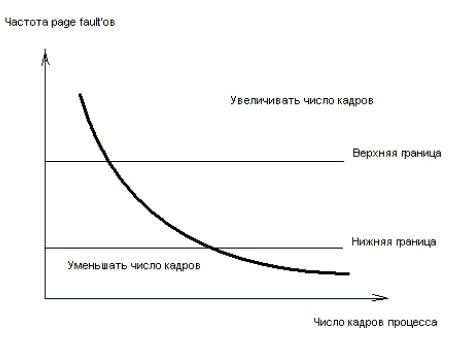 Частота page fault'ов
Увеличивать число кадров
Верхняя граница
Нижняя граница
Уменьшать число кадров
Число кадров процесса